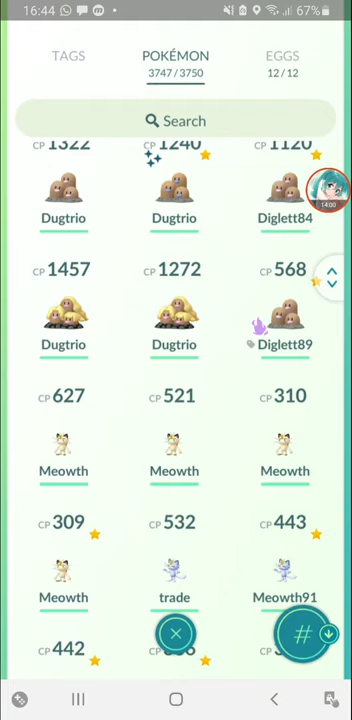 16:44 67%
TAGS POKÉMON EGGS
3747 / 3750 12 / 12
Search
CP 1322 CP 1240 CP 1120
14:00
Dugtrio Dugtrio Diglett84
CP 1457 CP 1272 CP 568
Dugtrio Dugtrio Diglett89
CP 627 CP 521 CP 310
Meowth Meowth Meowth
CP 309 CP 532 CP 443
Meowth trade Meowth91
#
CP 442